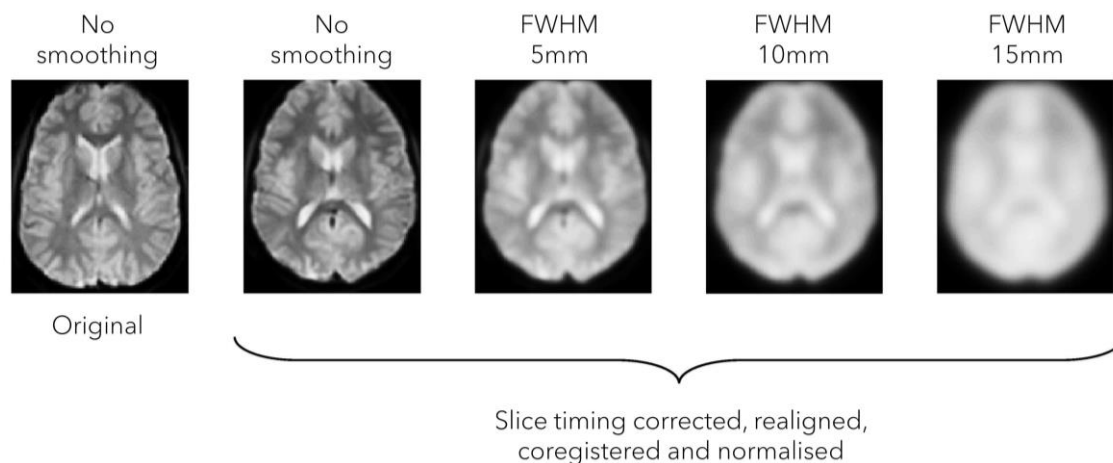 No
smoothing
No
smoothing
FWHM
5mm
FWHM
10mm
FWHM
15mm
Original
Slice timing corrected, realigned,
coregistered and normalised